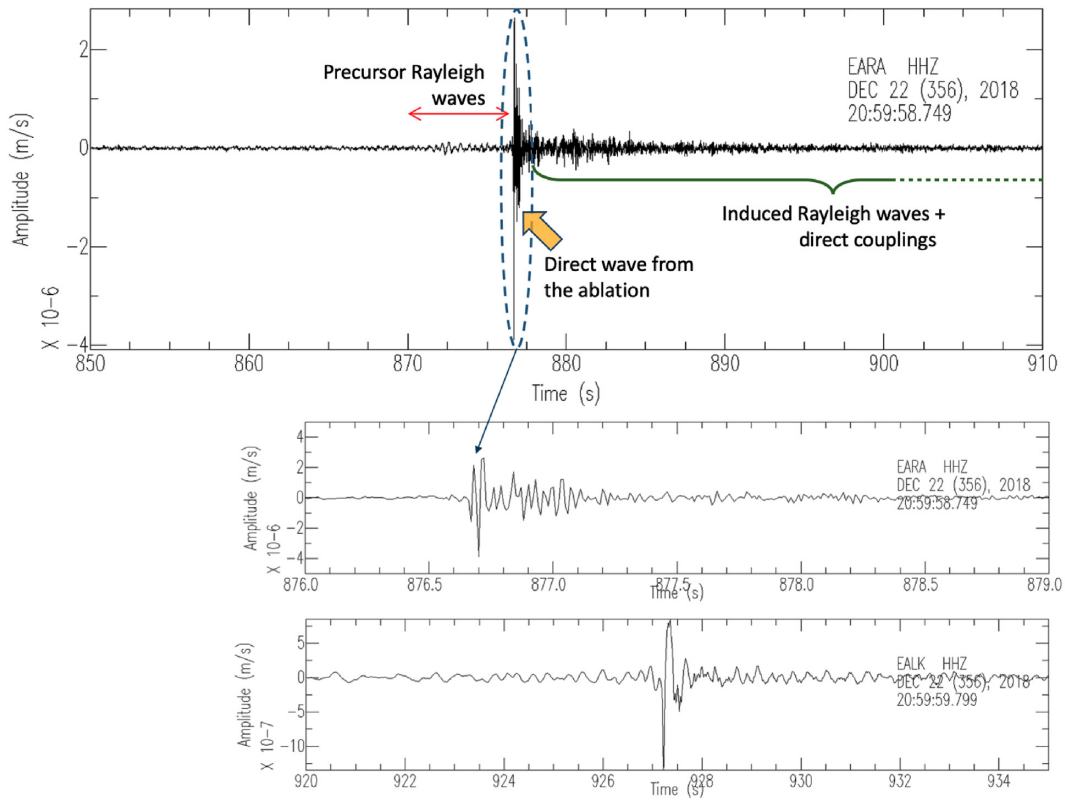 2
0
−2
−4
Amplitude (m/s)
X 10−6
Precursor Rayleigh
waves
EARA HHZ
DEC 22 (356), 2018
20:59:58.749
Induced Rayleigh waves +
direct couplings
Direct wave from
the ablation
850 860 870 880 890 900 910
Time (s)
4
2
0
−2
−4
Amplitude (m/s)
X 10−6
EARA HHZ
DEC 22 (356), 2018
20:59:58.749
876.0 876.5 877.0 877.5 878.0 878.5 879.0
Time (s)
5
0
−5
−10
Amplitude (m/s)
X 10−7
EALK HHZ
DEC 22 (356), 2018
20:59:59.799
920 922 924 926 928 930 932 934
Time (s)